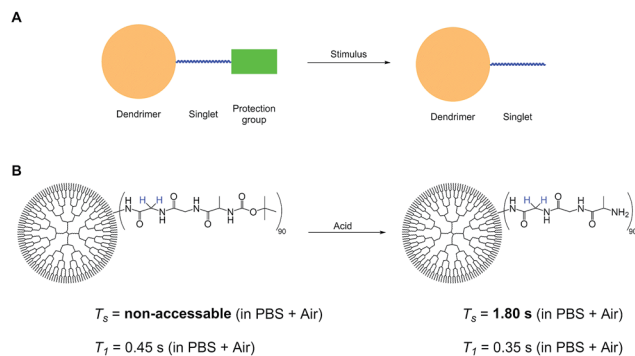 A
Stimulus
Dendrimer Singlet Protection group
Dendrimer Singlet
B
H H H N N H O O H N N H O O O 90
Acid
H H H N N H O O H N N H O NH2 90
Ts = non-accessable (in PBS + Air)
Ts = 1.80 s (in PBS + Air)
T1 = 0.45 s (in PBS + Air)
T1 = 0.35 s (in PBS + Air)